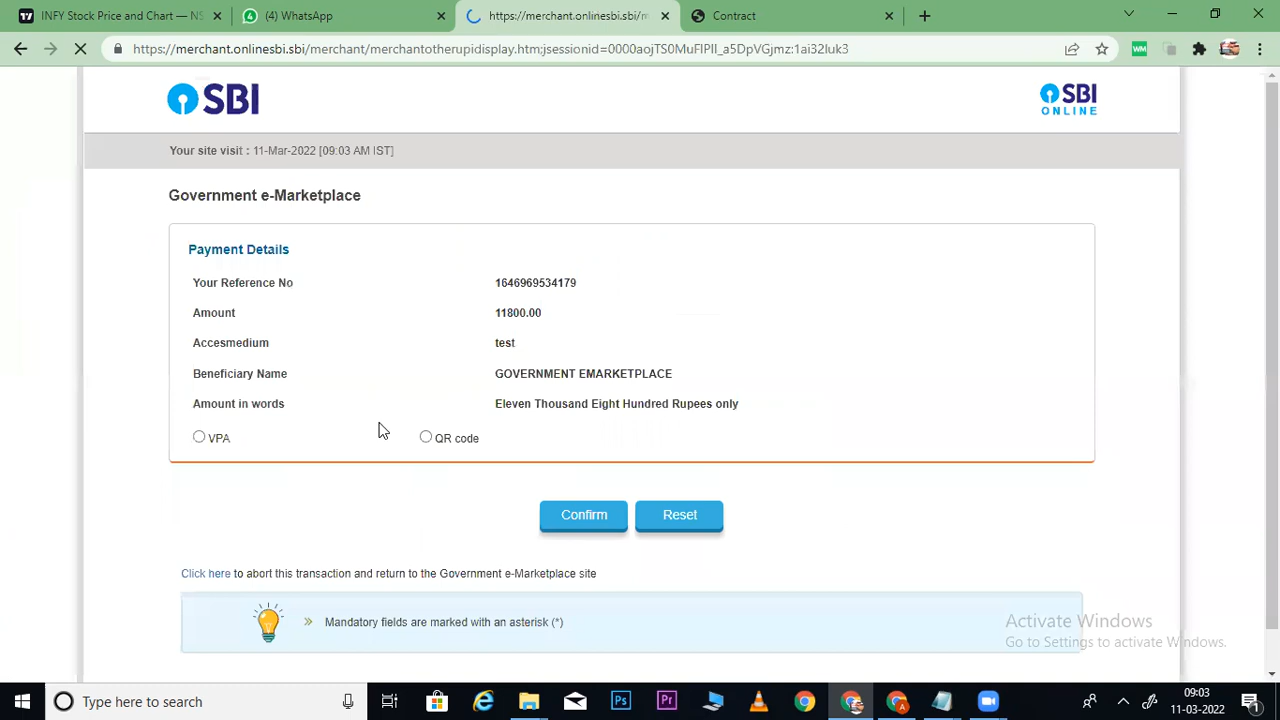 INFY Stock Price and Chart — NS
(4) WhatsApp
https://merchant.onlinesbi.sbi/m
Contract
https://merchant.onlinesbi.sbi/merchant/merchantotherupidisplay.htm;jsessionid=0000aojTS0MuFlPIl_a5DpVGjmz:1ai32luk3
SBI
SBI
ONLINE
Your site visit : 11-Mar-2022 [09:03 AM IST]
Government e-Marketplace
Payment Details
Your Reference No 1646969534179
Amount 11800.00
Accesmedium test
Beneficiary Name GOVERNMENT EMARKETPLACE
Amount in words Eleven Thousand Eight Hundred Rupees only
VPA QR code
Confirm Reset
Click here to abort this transaction and return to the Government e-Marketplace site
» Mandatory fields are marked with an asterisk (*)
Activate Windows
Go to Settings to activate Windows.
Type here to search
Ps
Pr
09:03
11-03-2022
1